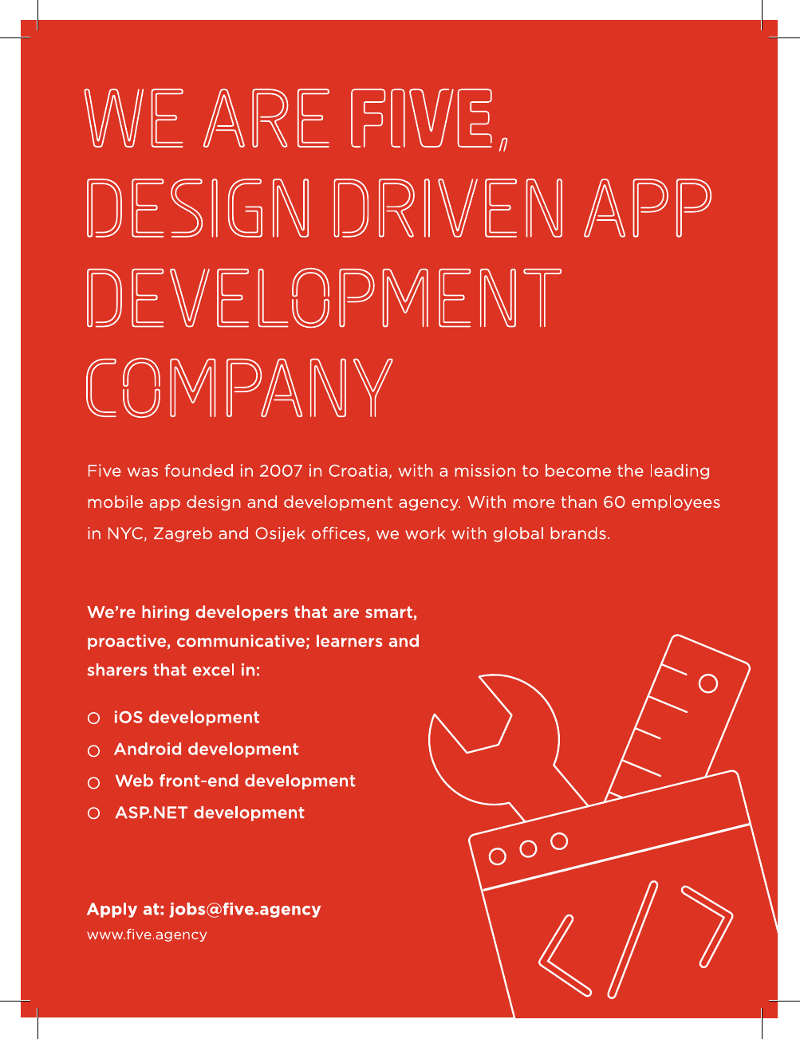 WE ARE FIVE,
DESIGN DRIVEN APP
DEVELOPMENT
COMPANY
Five was founded in 2007 in Croatia, with a mission to become the leading
mobile app design and development agency. With more than 60 employees
in NYC, Zagreb and Osijek offices, we work with global brands.
We’re hiring developers that are smart,
proactive, communicative; learners and
sharers that excel in:
iOS development
Android development
Web front-end development
ASP.NET development
Apply at: jobs@five.agency
www.five.agency